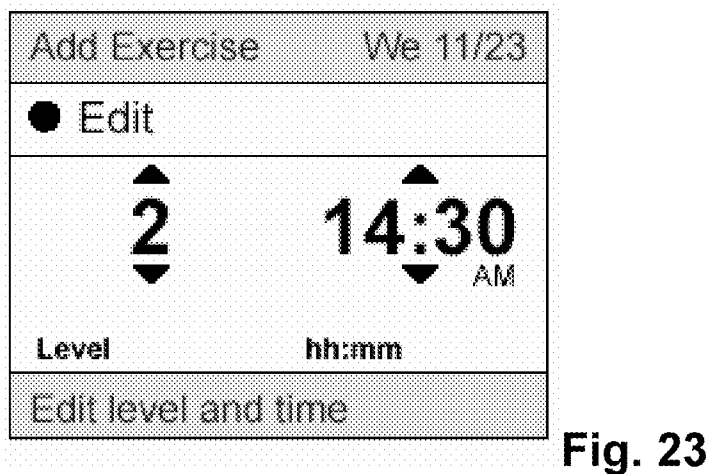 Add Exercise We 11/23
Edit
2 14:30
AM
Level hh:mm
Edit level and time
Fig. 23